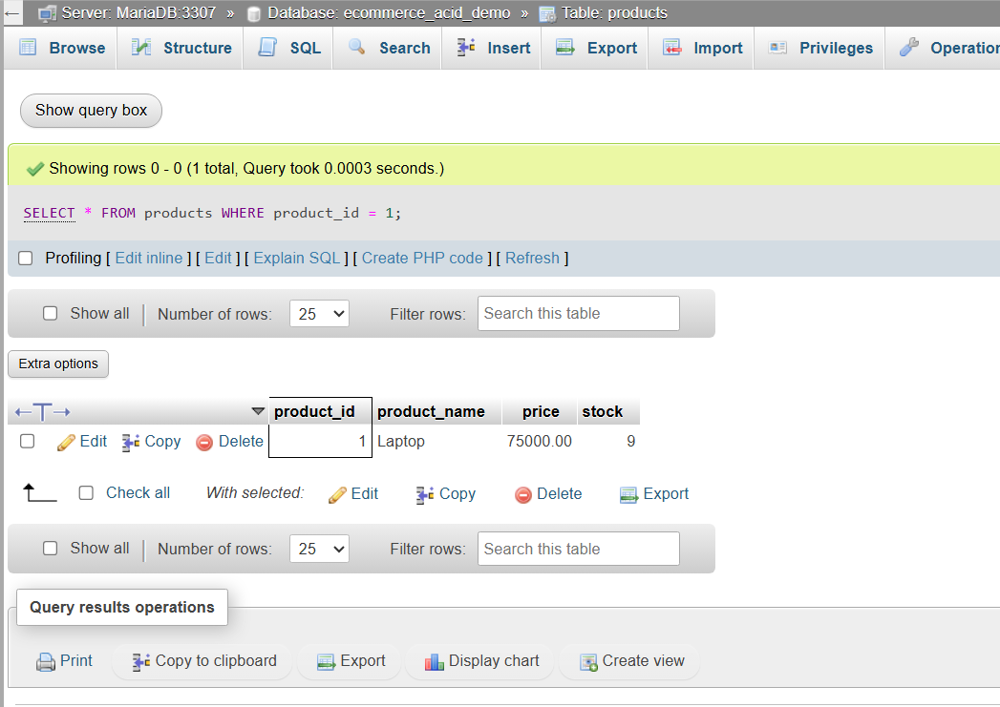 ← Server: MariaDB:3307 » Database: ecommerce_acid_demo » Table: products
Browse Structure SQL Search Insert Export Import Privileges Operation
Show query box
Showing rows 0 - 0 (1 total, Query took 0.0003 seconds.)
SELECT * FROM products WHERE product_id = 1;
Profiling [ Edit inline ] [ Edit ] [ Explain SQL ] [ Create PHP code ] [ Refresh ]
Show all | Number of rows: 25 Filter rows: Search this table
Extra options
←T→ product_id product_name price stock
Edit Copy Delete 1 Laptop 75000.00 9
Check all With selected: Edit Copy Delete Export
Show all | Number of rows: 25 Filter rows: Search this table
Query results operations
Print Copy to clipboard Export Display chart Create view